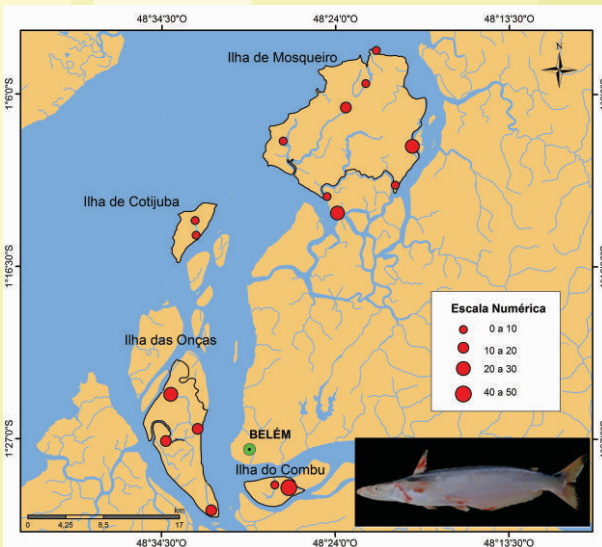 48°34'30"O 48°24'0"O 48°13'30"O
Ilha de Mosqueiro
N
1°6'0"S
Ilha de Cotijuba
1°16'30"S
Escala Numérica
0 a 10
10 a 20
20 a 30
40 a 50
Ilha das Onças
BELÉM
1°27'0"S
Ilha do Combu
km
0 4,25 8,5 17
48°34'30"O 48°24'0"O 48°13'30"O